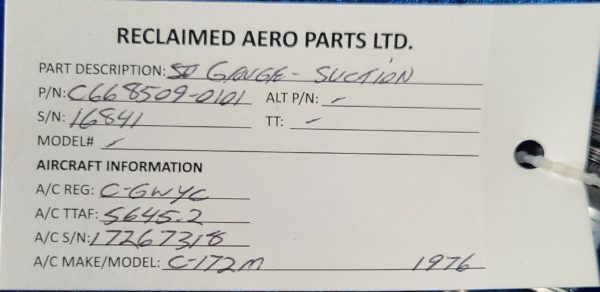 RECLAIMED AERO PARTS LTD.
PART DESCRIPTION: GAUGE - SUCTION
P/N: C668509-0101 ALT P/N: -
S/N: 16841 TT: -
MODEL# -
AIRCRAFT INFORMATION
A/C REG: C-GWYC
A/C TTAF: 5645.2
A/C S/N: 17267318
A/C MAKE/MODEL: C-172M 1976